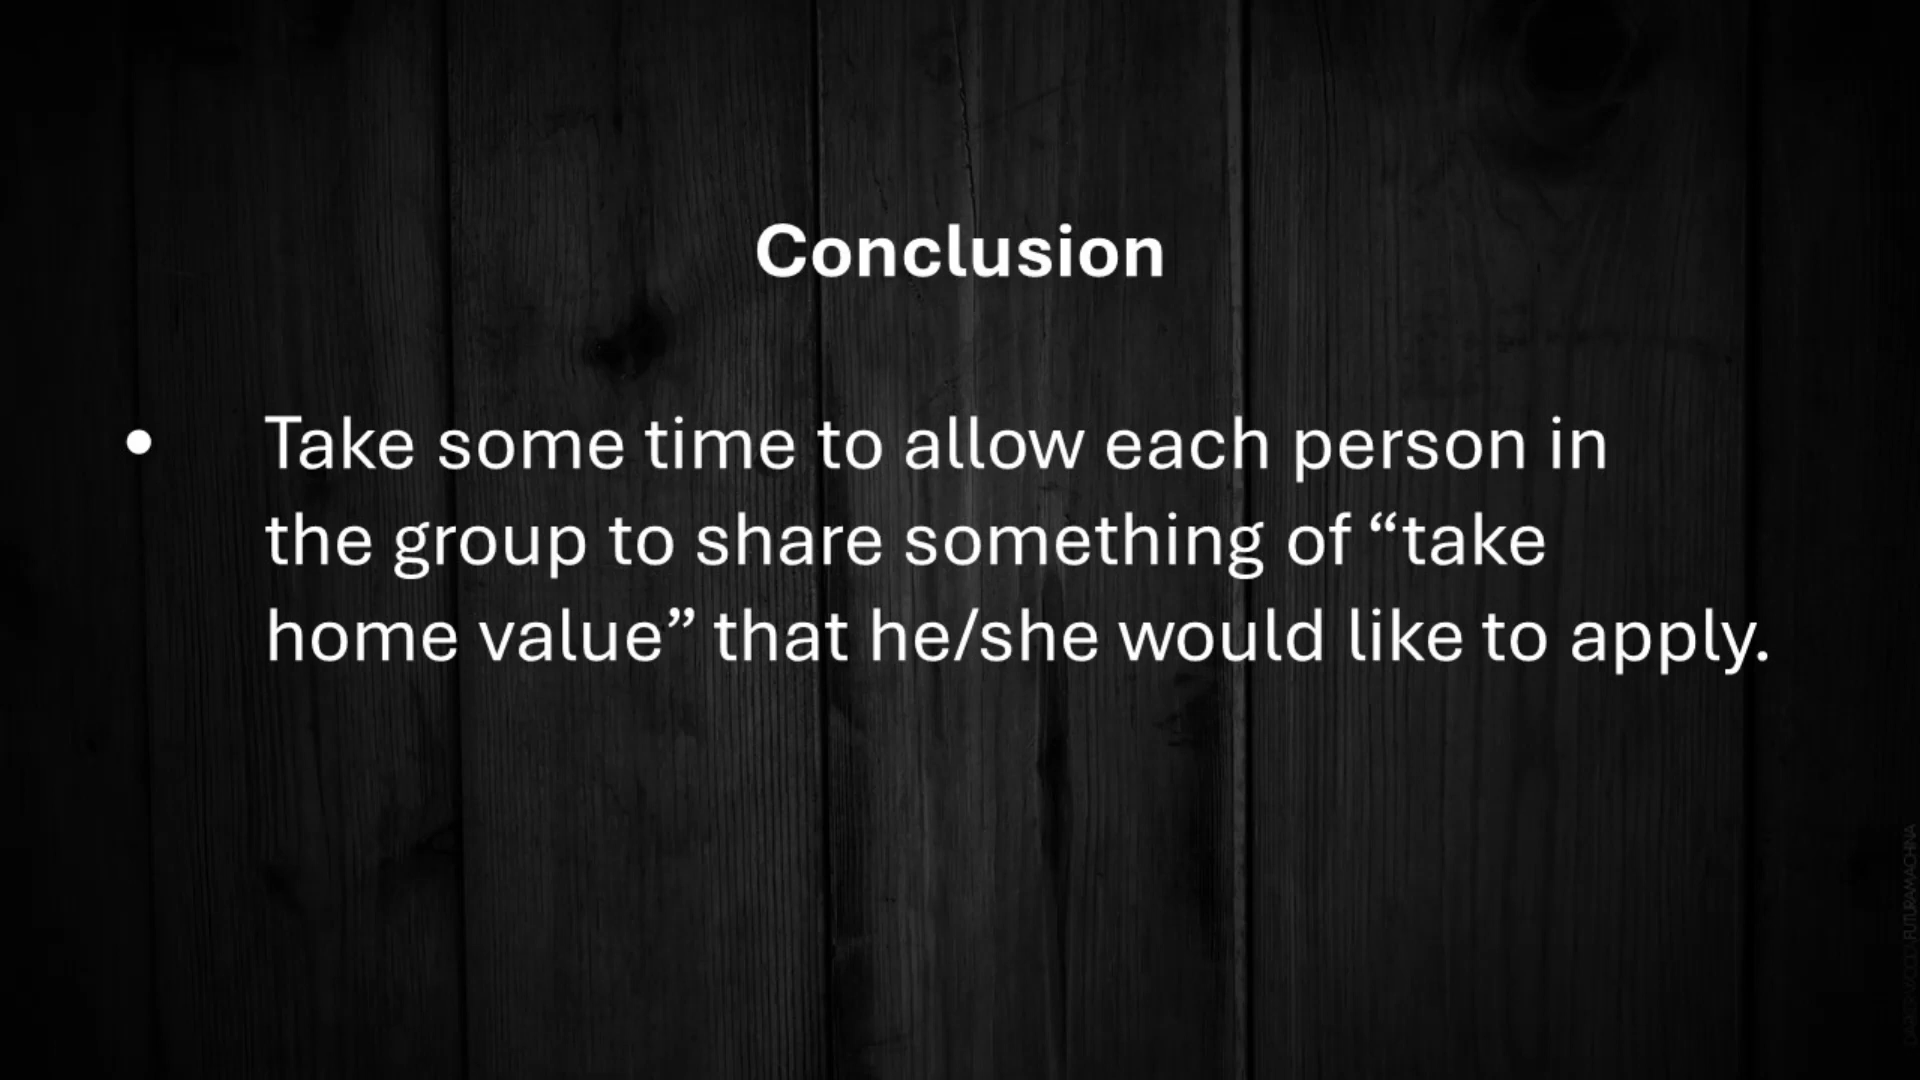 Conclusion
• Take some time to allow each person in
the group to share something of “take
home value” that he/she would like to apply.
FUTURAMACHINA